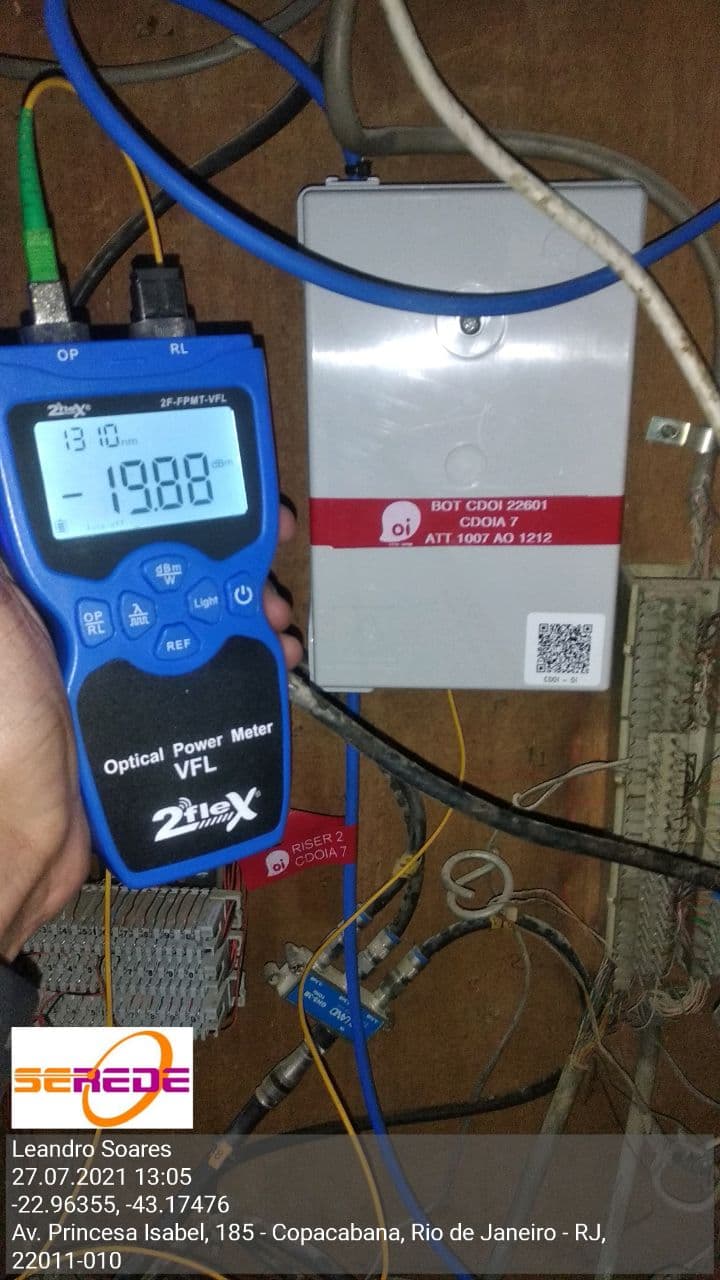 OP RL
2flex
2F-FPMT-VFL
1310nm
-19.88 dBm
dBm
W
OP
RL
λ
Light
REF
Optical Power Meter
VFL
2flex
oi
BOT CDOI 22601
CDOIA 7
ATT 1007 AO 1212
oi
RISER 2
CDOIA 7
SEREDE
Leandro Soares
27.07.2021 13:05
-22.96355, -43.17476
Av. Princesa Isabel, 185 - Copacabana, Rio de Janeiro - RJ,
22011-010